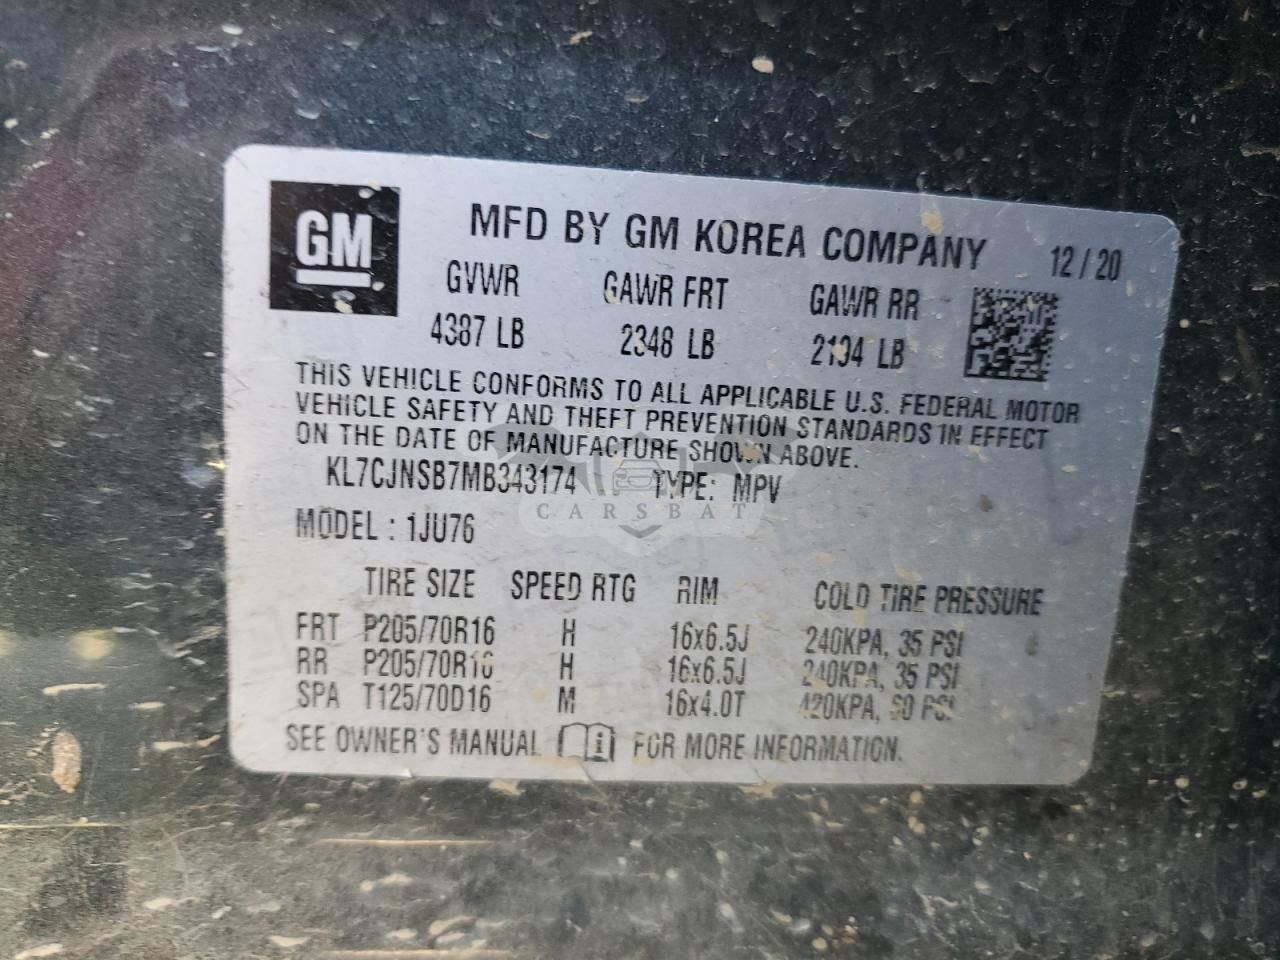 GM
MFD BY GM KOREA COMPANY 12 / 20
GVWR GAWR FRT GAWR RR
4387 LB 2348 LB 2194 LB
THIS VEHICLE CONFORMS TO ALL APPLICABLE U.S. FEDERAL MOTOR
VEHICLE SAFETY AND THEFT PREVENTION STANDARDS IN EFFECT
ON THE DATE OF MANUFACTURE SHOWN ABOVE.
KL7CJNSB7MB343174 TYPE: MPV
CARSBAT
MODEL : 1JU76
TIRE SIZE SPEED RTG RIM COLD TIRE PRESSURE
FRT P205/70R16 H 16x6.5J 240KPA, 35 PSI
RR P205/70R16 H 16x6.5J 240KPA, 35 PSI
SPA T125/70D16 M 16x4.0T 420KPA, 60 PSI
SEE OWNER'S MANUAL i FOR MORE INFORMATION.